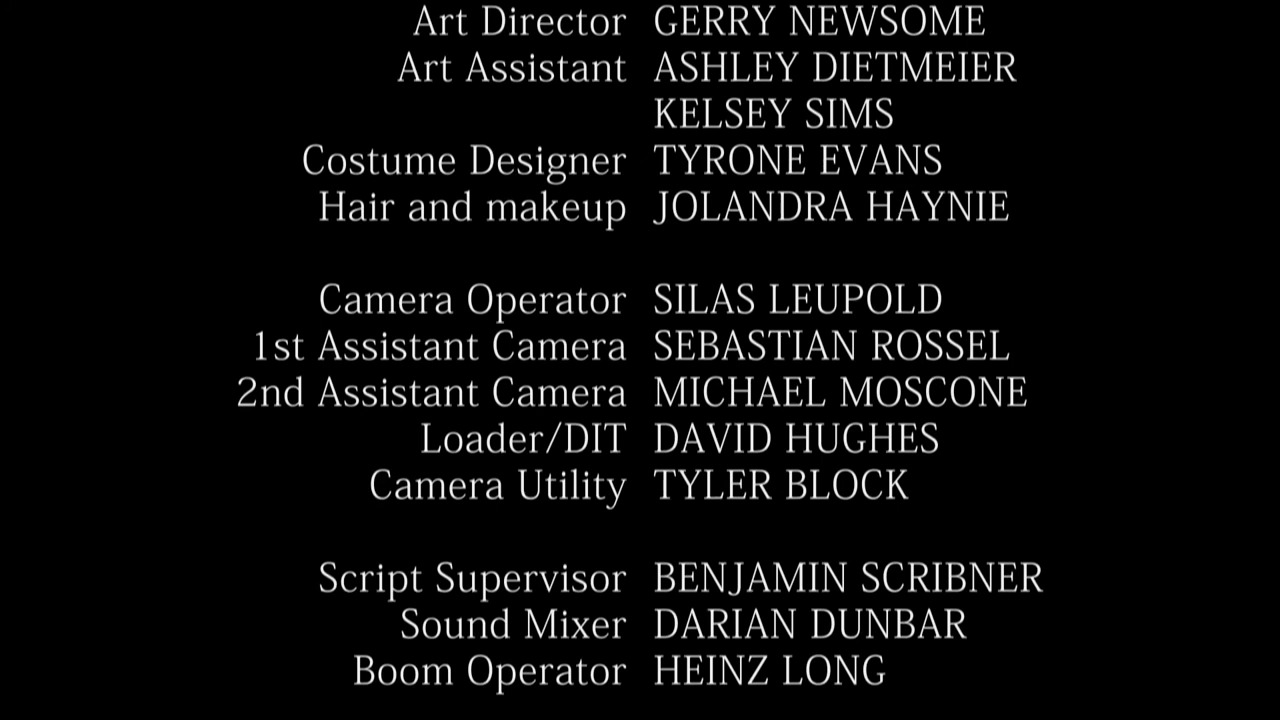 Art Director GERRY NEWSOME
Art Assistant ASHLEY DIETMEIER
KELSEY SIMS
Costume Designer TYRONE EVANS
Hair and makeup JOLANDRA HAYNIE
Camera Operator SILAS LEUPOLD
1st Assistant Camera SEBASTIAN ROSSEL
2nd Assistant Camera MICHAEL MOSCONE
Loader/DIT DAVID HUGHES
Camera Utility TYLER BLOCK
Script Supervisor BENJAMIN SCRIBNER
Sound Mixer DARIAN DUNBAR
Boom Operator HEINZ LONG